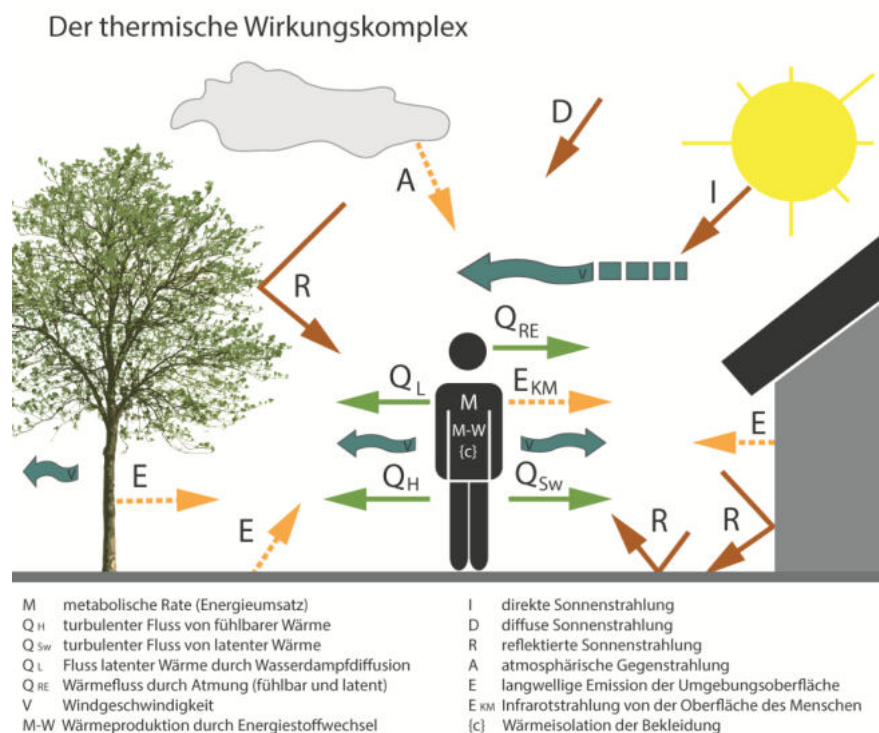 Der thermische Wirkungskomplex
D
A
I
R
V
Q RE
Q L
E KM
M
M-W
{c}
V
V
V
E
E
Q H
Q Sw
E
R
R
M metabolische Rate (Energieumsatz)
Q H turbulenter Fluss von fühlbarer Wärme
Q Sw turbulenter Fluss von latenter Wärme
Q L Fluss latenter Wärme durch Wasserdampfdiffusion
Q RE Wärmefluss durch Atmung (fühlbar und latent)
V Windgeschwindigkeit
M-W Wärmeproduktion durch Energiestoffwechsel
I direkte Sonnenstrahlung
D diffuse Sonnenstrahlung
R reflektierte Sonnenstrahlung
A atmosphärische Gegenstrahlung
E langwellige Emission der Umgebungsoberfläche
E KM Infrarotstrahlung von der Oberfläche des Menschen
{c} Wärmeisolation der Bekleidung